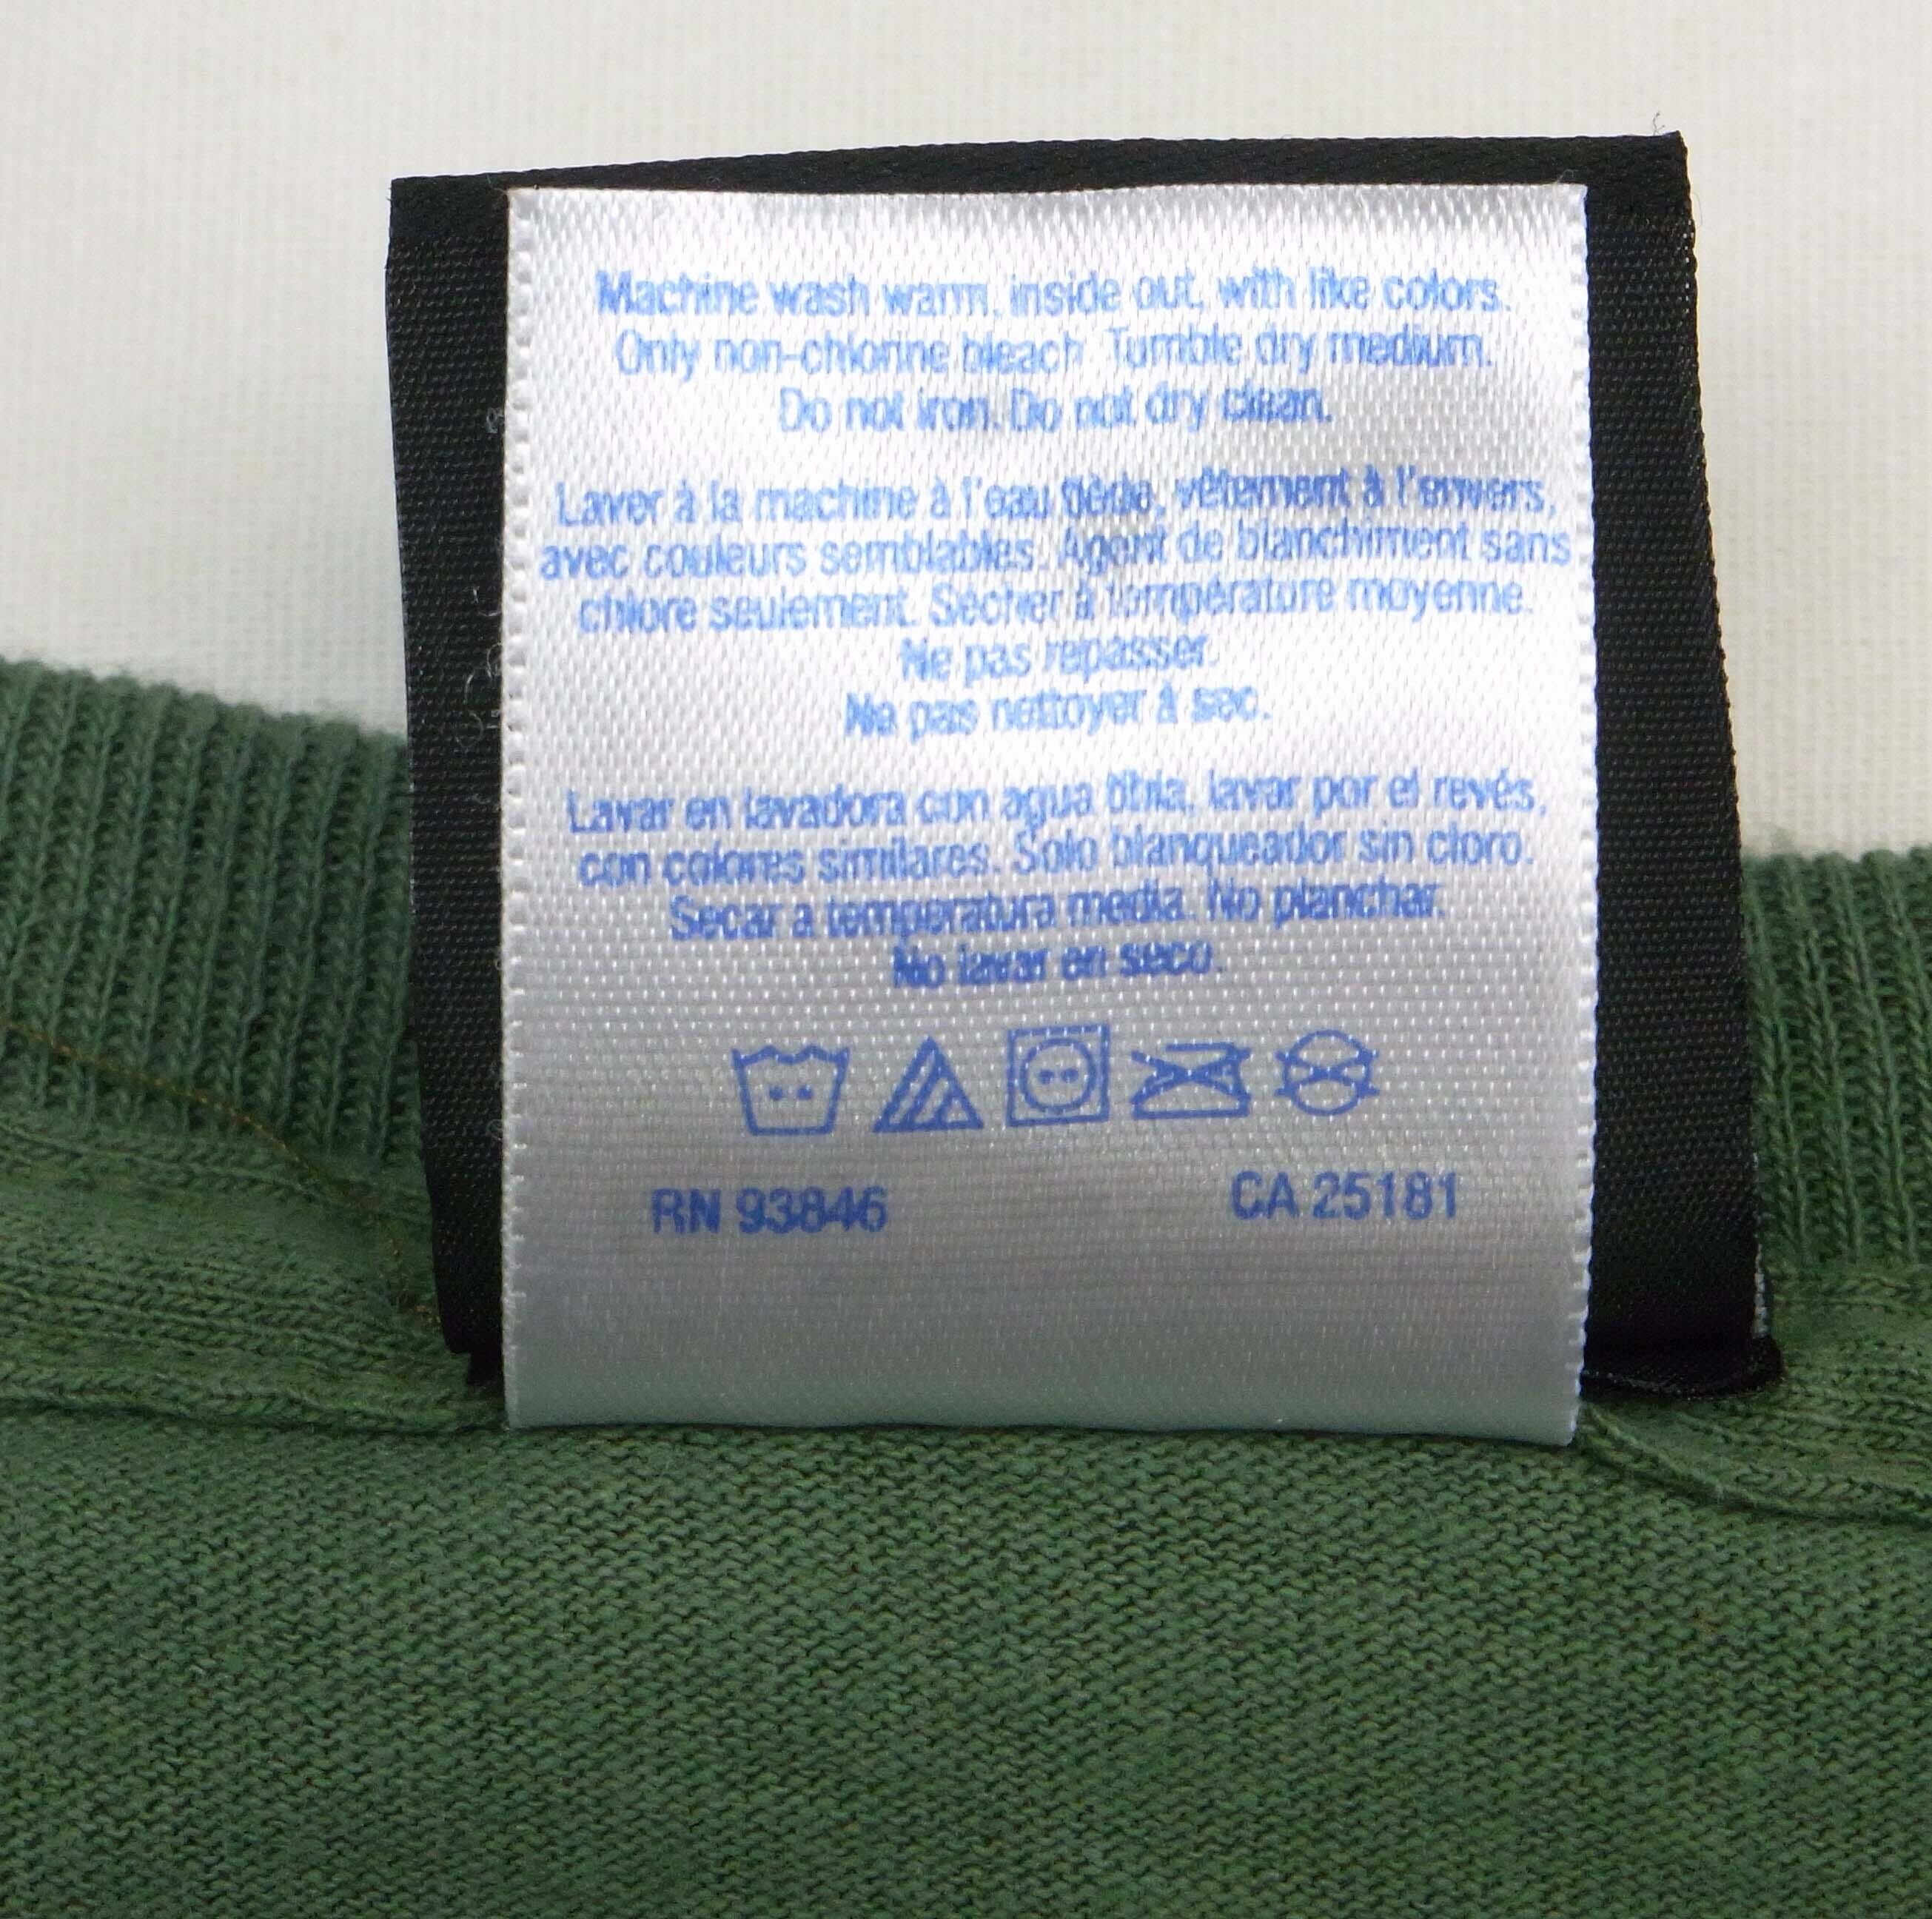 Machine wash warm, inside out, with like colors.
Only non-chlorine bleach. Tumble dry medium.
Do not iron. Do not dry clean.
Laver à la machine à l'eau tiède, vêtement à l'envers,
avec couleurs semblables. Agent de blanchiment sans
chlore seulement. Sécher à température moyenne.
Ne pas repasser.
Ne pas nettoyer à sec.
Lavar en lavadora con agua tibia, lavar por el revés,
con colores similares. Solo blanqueador sin cloro.
Secar a temperatura media. No planchar.
No lavar en seco.
RN 93846 CA 25181